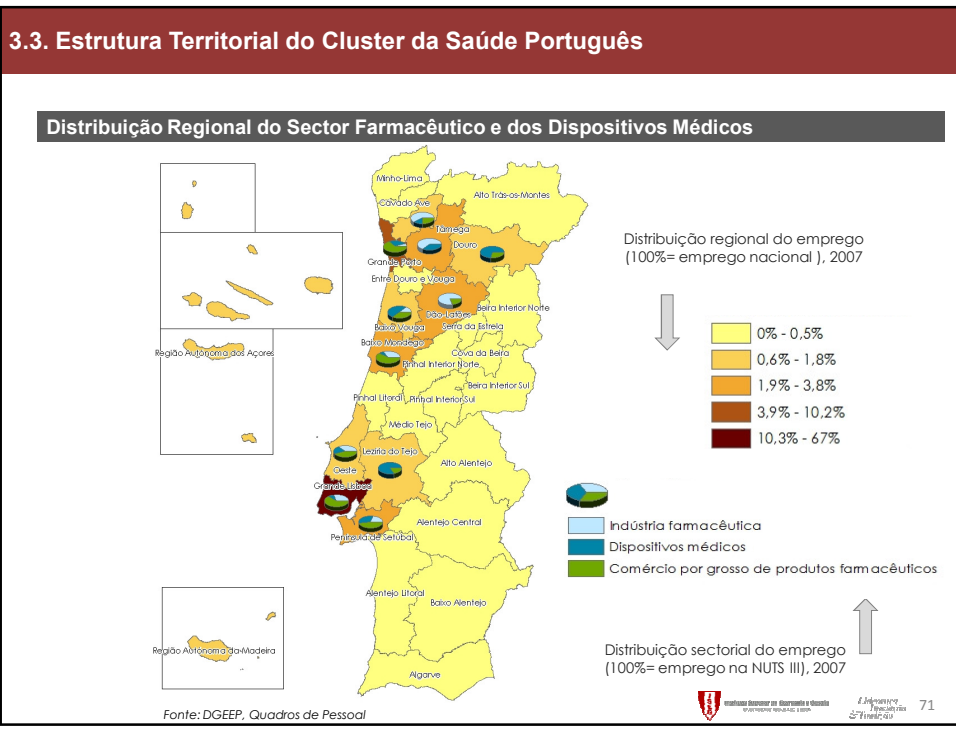 3.3. Estrutura Territorial do Cluster da Saúde Português
Distribuição Regional do Sector Farmacêutico e dos Dispositivos Médicos
Minho-Lima
Alto Trás-os-Montes
Cávado Ave
Tâmega
Douro
Grande Porto
Entre Douro e Vouga
Dão-Lafões
Beira Interior Norte
Baixo Vouga
Serra da Estrela
Baixo Mondego
Cova da Beira
Pinhal Interior Norte
Beira Interior Sul
Pinhal Litoral
Pinhal Interior Sul
Médio Tejo
Lezíria do Tejo
Alto Alentejo
Oeste
Grande Lisboa
Alentejo Central
Península de Setúbal
Alentejo Litoral
Baixo Alentejo
Algarve
Região Autónoma dos Açores
Região Autónoma da Madeira
Distribuição regional do emprego
(100%= emprego nacional ), 2007
0% - 0,5%
0,6% - 1,8%
1,9% - 3,8%
3,9% - 10,2%
10,3% - 67%
Indústria farmacêutica
Dispositivos médicos
Comércio por grosso de produtos farmacêuticos
Distribuição sectorial do emprego
(100%= emprego na NUTS III), 2007
Fonte: DGEEP, Quadros de Pessoal
Instituto Superior de Economia e Gestão
71